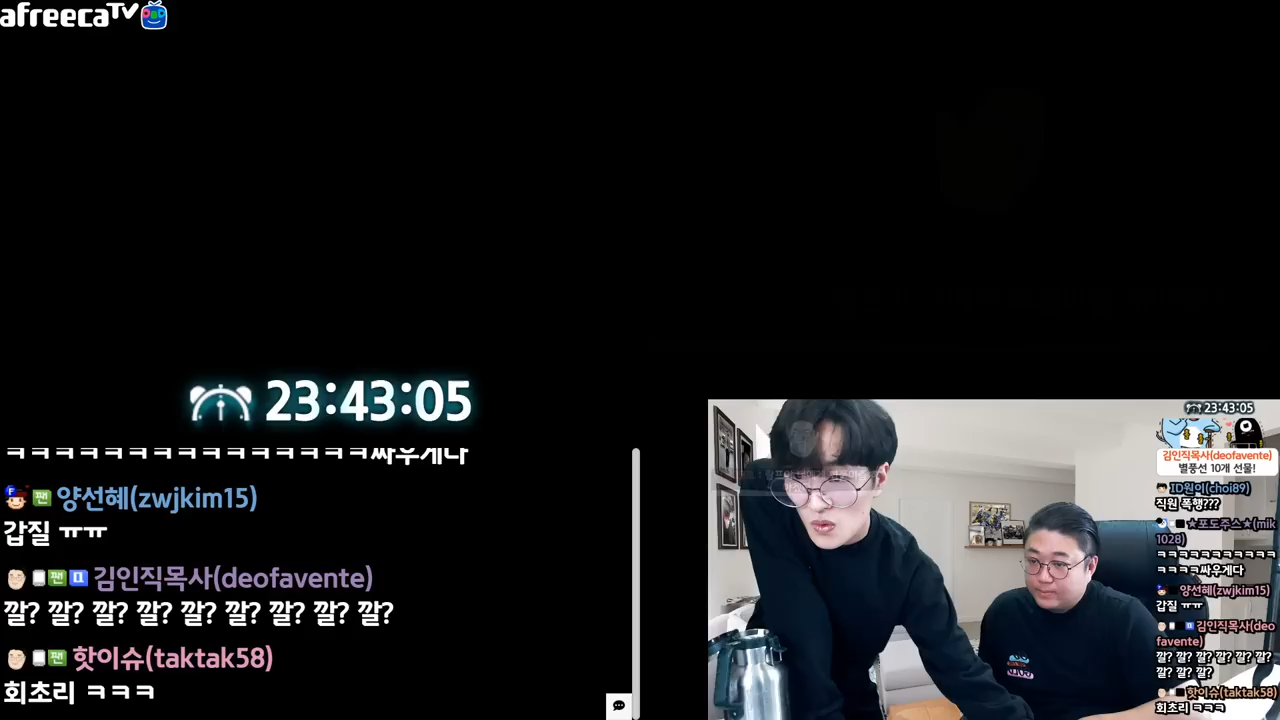 afreecaTV
23:43:05
ㅋㅋㅋㅋㅋㅋㅋㅋㅋㅋㅋㅋㅋㅋㅋ싸우게다
양선혜(zwjkim15)
갑질 ㅠㅠ
김인직목사(deofavente)
깔? 깔? 깔? 깔? 깔? 깔? 깔? 깔? 깔?
핫이슈(taktak58)
회초리 ㅋㅋㅋ
23:43:05
김인직목사(deofavente)
별풍선 10개 선물!
ID원이(choi89)
직원 폭행???
★포도주스★(mik
1028)
ㅋㅋㅋㅋㅋㅋㅋㅋㅋㅋㅋ
ㅋㅋㅋㅋ싸우게다
양선혜(zwjkim15)
갑질 ㅠㅠ
김인직목사(deo
favente)
깔? 깔? 깔? 깔? 깔? 깔?
깔? 깔? 깔?
핫이슈(taktak58)
회초리 ㅋㅋㅋ